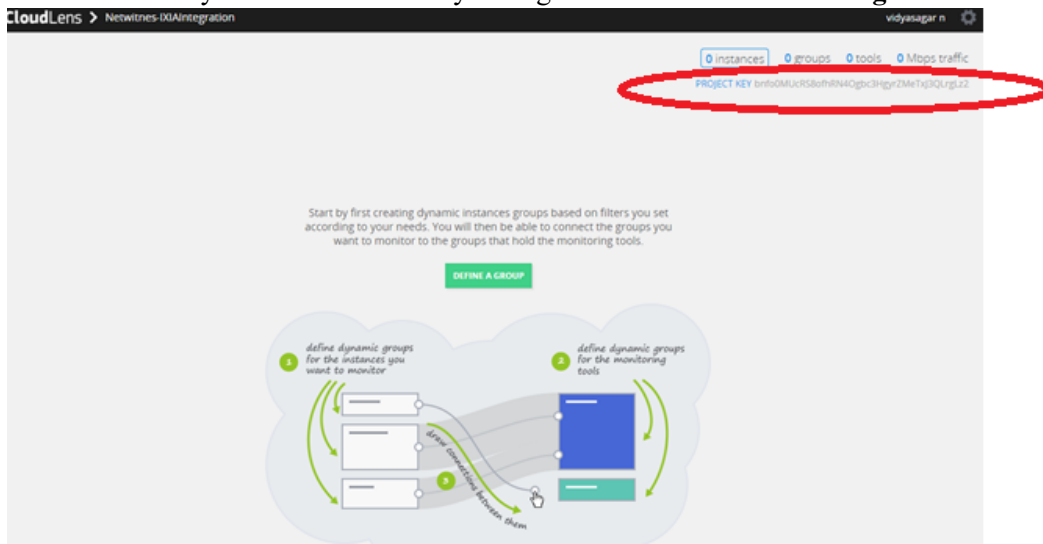 CloudLens > Netwitnes-IXIAIntegration vidyasagar n
0 instances 0 groups 0 tools 0 Mbps traffic
PROJECT KEY
Start by first creating dynamic instances groups based on filters you set
according to your needs. You will then be able to connect the groups you
want to monitor to the groups that hold the monitoring tools.
DEFINE A GROUP
1
define dynamic groups
for the instances you
want to monitor
2
define dynamic groups
for the monitoring
tools
3
draw connections between them